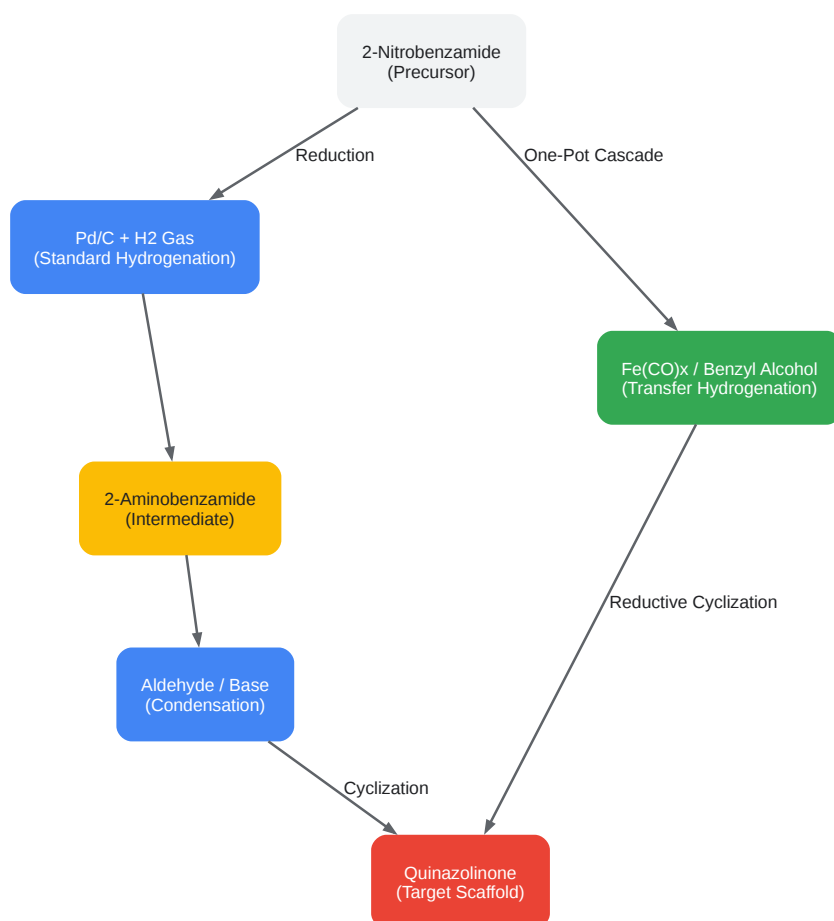 2-Nitrobenzamide
(Precursor)
Reduction
One-Pot Cascade
Pd/C + H2 Gas
(Standard Hydrogenation)
Fe(CO)x / Benzyl Alcohol
(Transfer Hydrogenation)
2-Aminobenzamide
(Intermediate)
Reductive Cyclization
Aldehyde / Base
(Condensation)
Cyclization
Quinazolinone
(Target Scaffold)